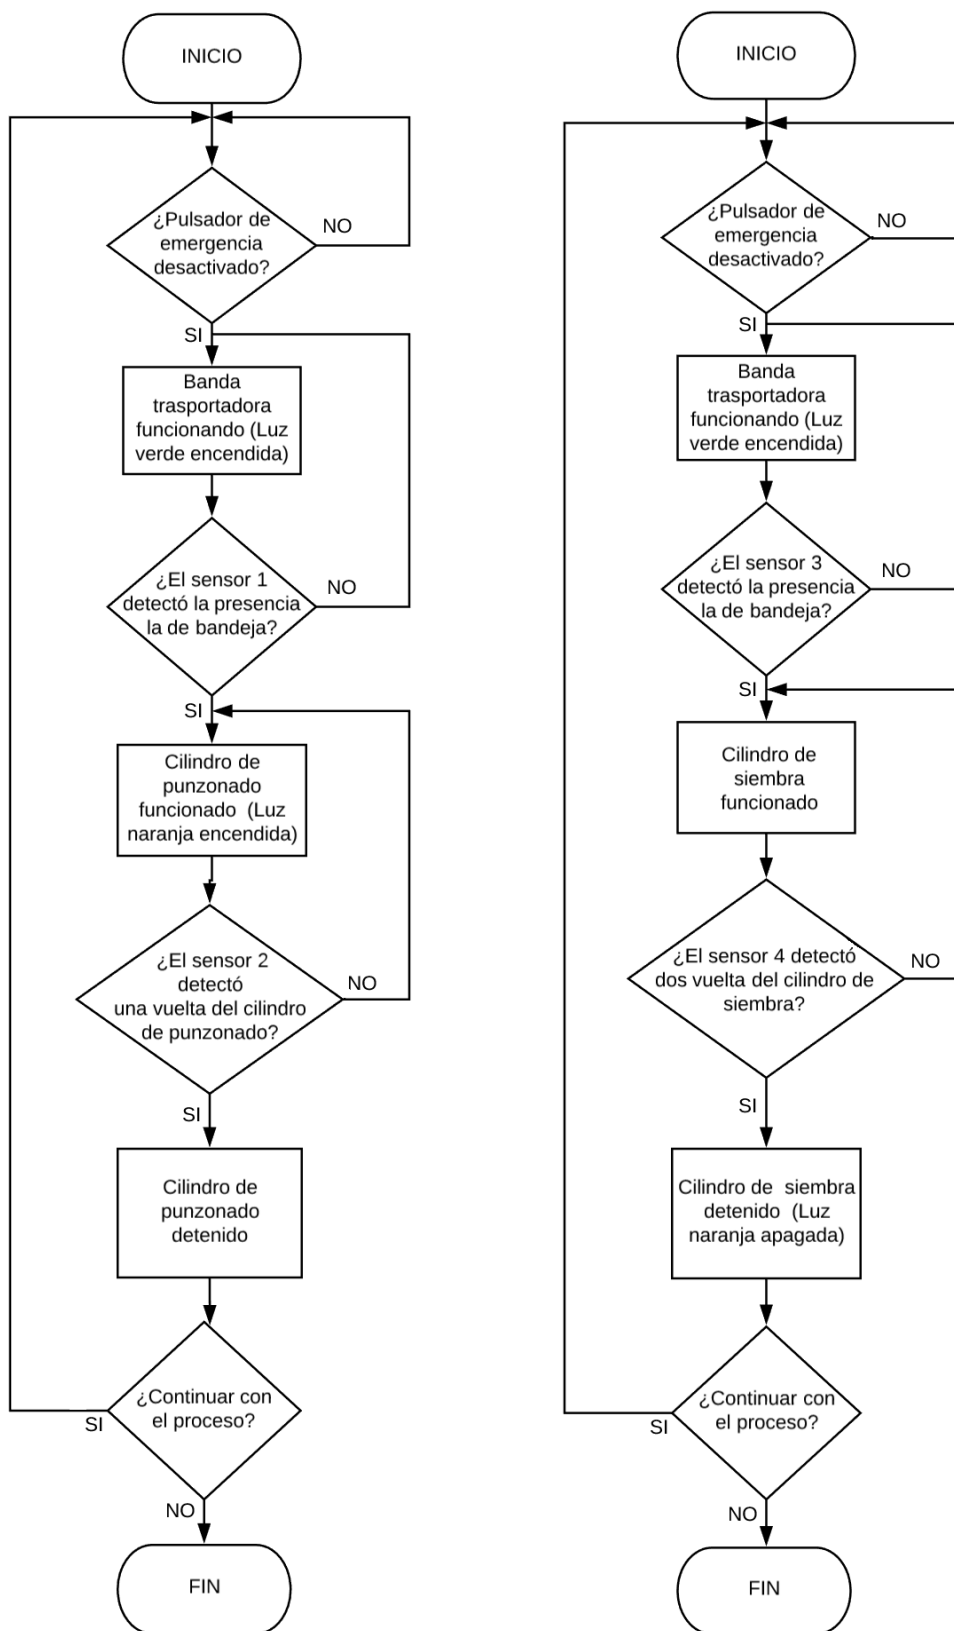 INICIO
¿Pulsador de
emergencia
desactivado?
NO
SI
Banda
trasportadora
funcionando (Luz
verde encendida)
¿El sensor 1
detectó la presencia
la de bandeja?
NO
SI
Cilindro de
punzonado
funcionado (Luz
naranja encendida)
¿El sensor 2
detectó
una vuelta del cilindro
de punzonado?
NO
SI
Cilindro de
punzonado
detenido
¿Continuar con
el proceso?
SI
NO
FIN
INICIO
¿Pulsador de
emergencia
desactivado?
NO
SI
Banda
trasportadora
funcionando (Luz
verde encendida)
¿El sensor 3
detectó la presencia
la de bandeja?
NO
SI
Cilindro de
siembra
funcionado
¿El sensor 4 detectó
dos vuelta del cilindro de
siembra?
NO
SI
Cilindro de siembra
detenido (Luz
naranja apagada)
¿Continuar con
el proceso?
SI
NO
FIN